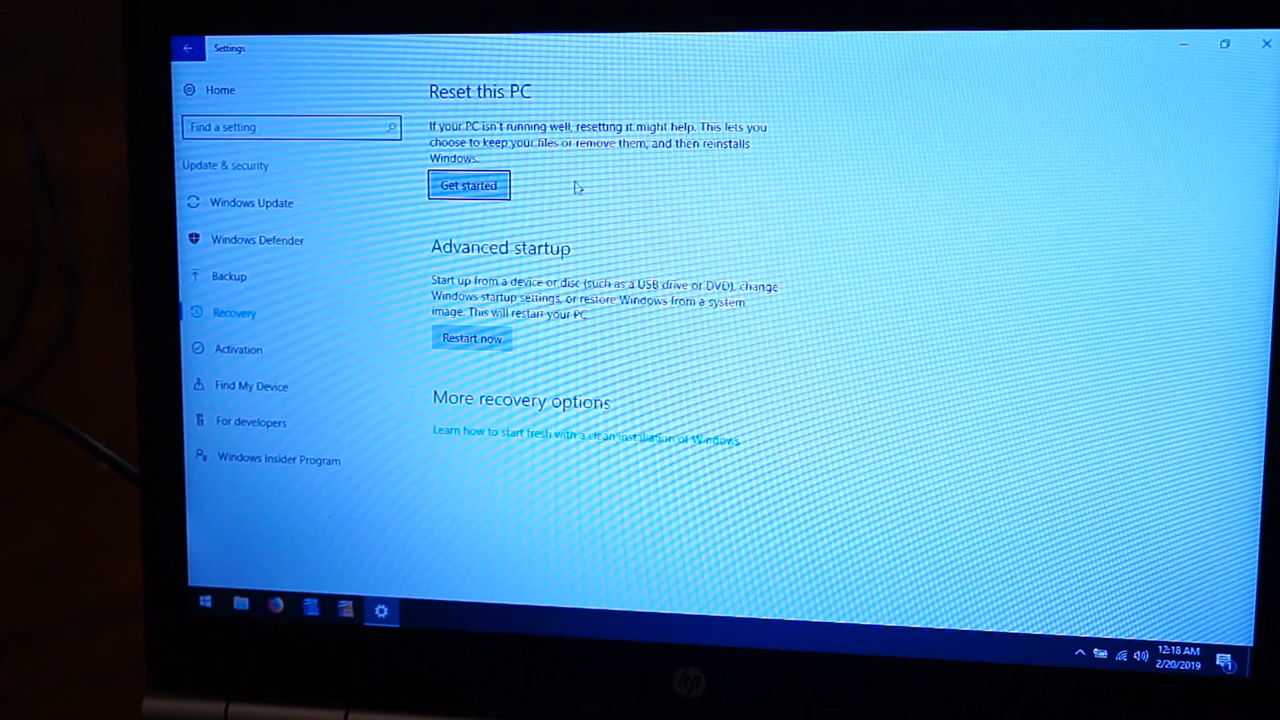 Settings
Home
Find a setting
Update & security
Windows Update
Windows Defender
Backup
Recovery
Activation
Find My Device
For developers
Windows Insider Program
Reset this PC
If your PC isn't running well, resetting it might help. This lets you
choose to keep your files or remove them, and then reinstalls
Windows.
Get started
Advanced startup
Start up from a device or disc (such as a USB drive or DVD), change
Windows startup settings, or restore Windows from a system
image. This will restart your PC.
Restart now
More recovery options
Learn how to start fresh with a clean installation of Windows
12:18 AM
2/20/2019
1
hp